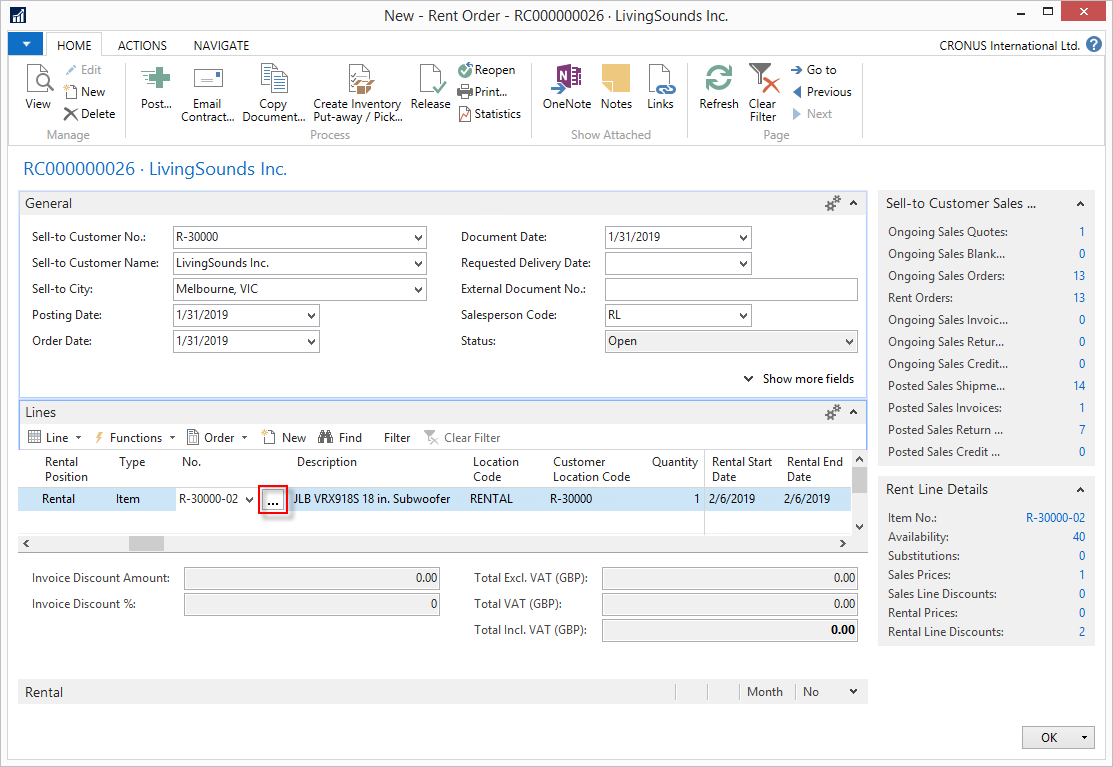 New - Rent Order - RC000000026 · LivingSounds Inc.
HOME ACTIONS NAVIGATE CRONUS International Ltd. ?
View
Edit
New
Delete
Manage
Post...
Email Contract...
Copy Document...
Create Inventory Put-away / Pick...
Release
Reopen
Print...
Statistics
Process
OneNote
Notes
Links
Show Attached
Refresh
Clear Filter
Go to
Previous
Next
Page
RC000000026 · LivingSounds Inc.
General
Sell-to Customer No.: R-30000
Sell-to Customer Name: LivingSounds Inc.
Sell-to City: Melbourne, VIC
Posting Date: 1/31/2019
Order Date: 1/31/2019
Document Date: 1/31/2019
Requested Delivery Date:
External Document No.:
Salesperson Code: RL
Status: Open
Show more fields
Lines
Line Functions Order New Find Filter Clear Filter
Rental Position Type No. Description Location Code Customer Location Code Quantity Rental Start Date Rental End Date
Rental Item R-30000-02 ... JLB VRX918S 18 in. Subwoofer RENTAL R-30000 1 2/6/2019 2/6/2019
Invoice Discount Amount: 0.00
Invoice Discount %: 0
Total Excl. VAT (GBP): 0.00
Total VAT (GBP): 0.00
Total Incl. VAT (GBP): 0.00
Rental Month No
Sell-to Customer Sales ...
Ongoing Sales Quotes: 1
Ongoing Sales Blank... 0
Ongoing Sales Orders: 13
Rent Orders: 13
Ongoing Sales Invoic... 0
Ongoing Sales Retur... 0
Ongoing Sales Credit... 0
Posted Sales Shipme... 14
Posted Sales Invoices: 1
Posted Sales Return ... 7
Posted Sales Credit ... 0
Rent Line Details
Item No.: R-30000-02
Availability: 40
Substitutions: 0
Sales Prices: 1
Sales Line Discounts: 0
Rental Prices: 0
Rental Line Discounts: 2
OK